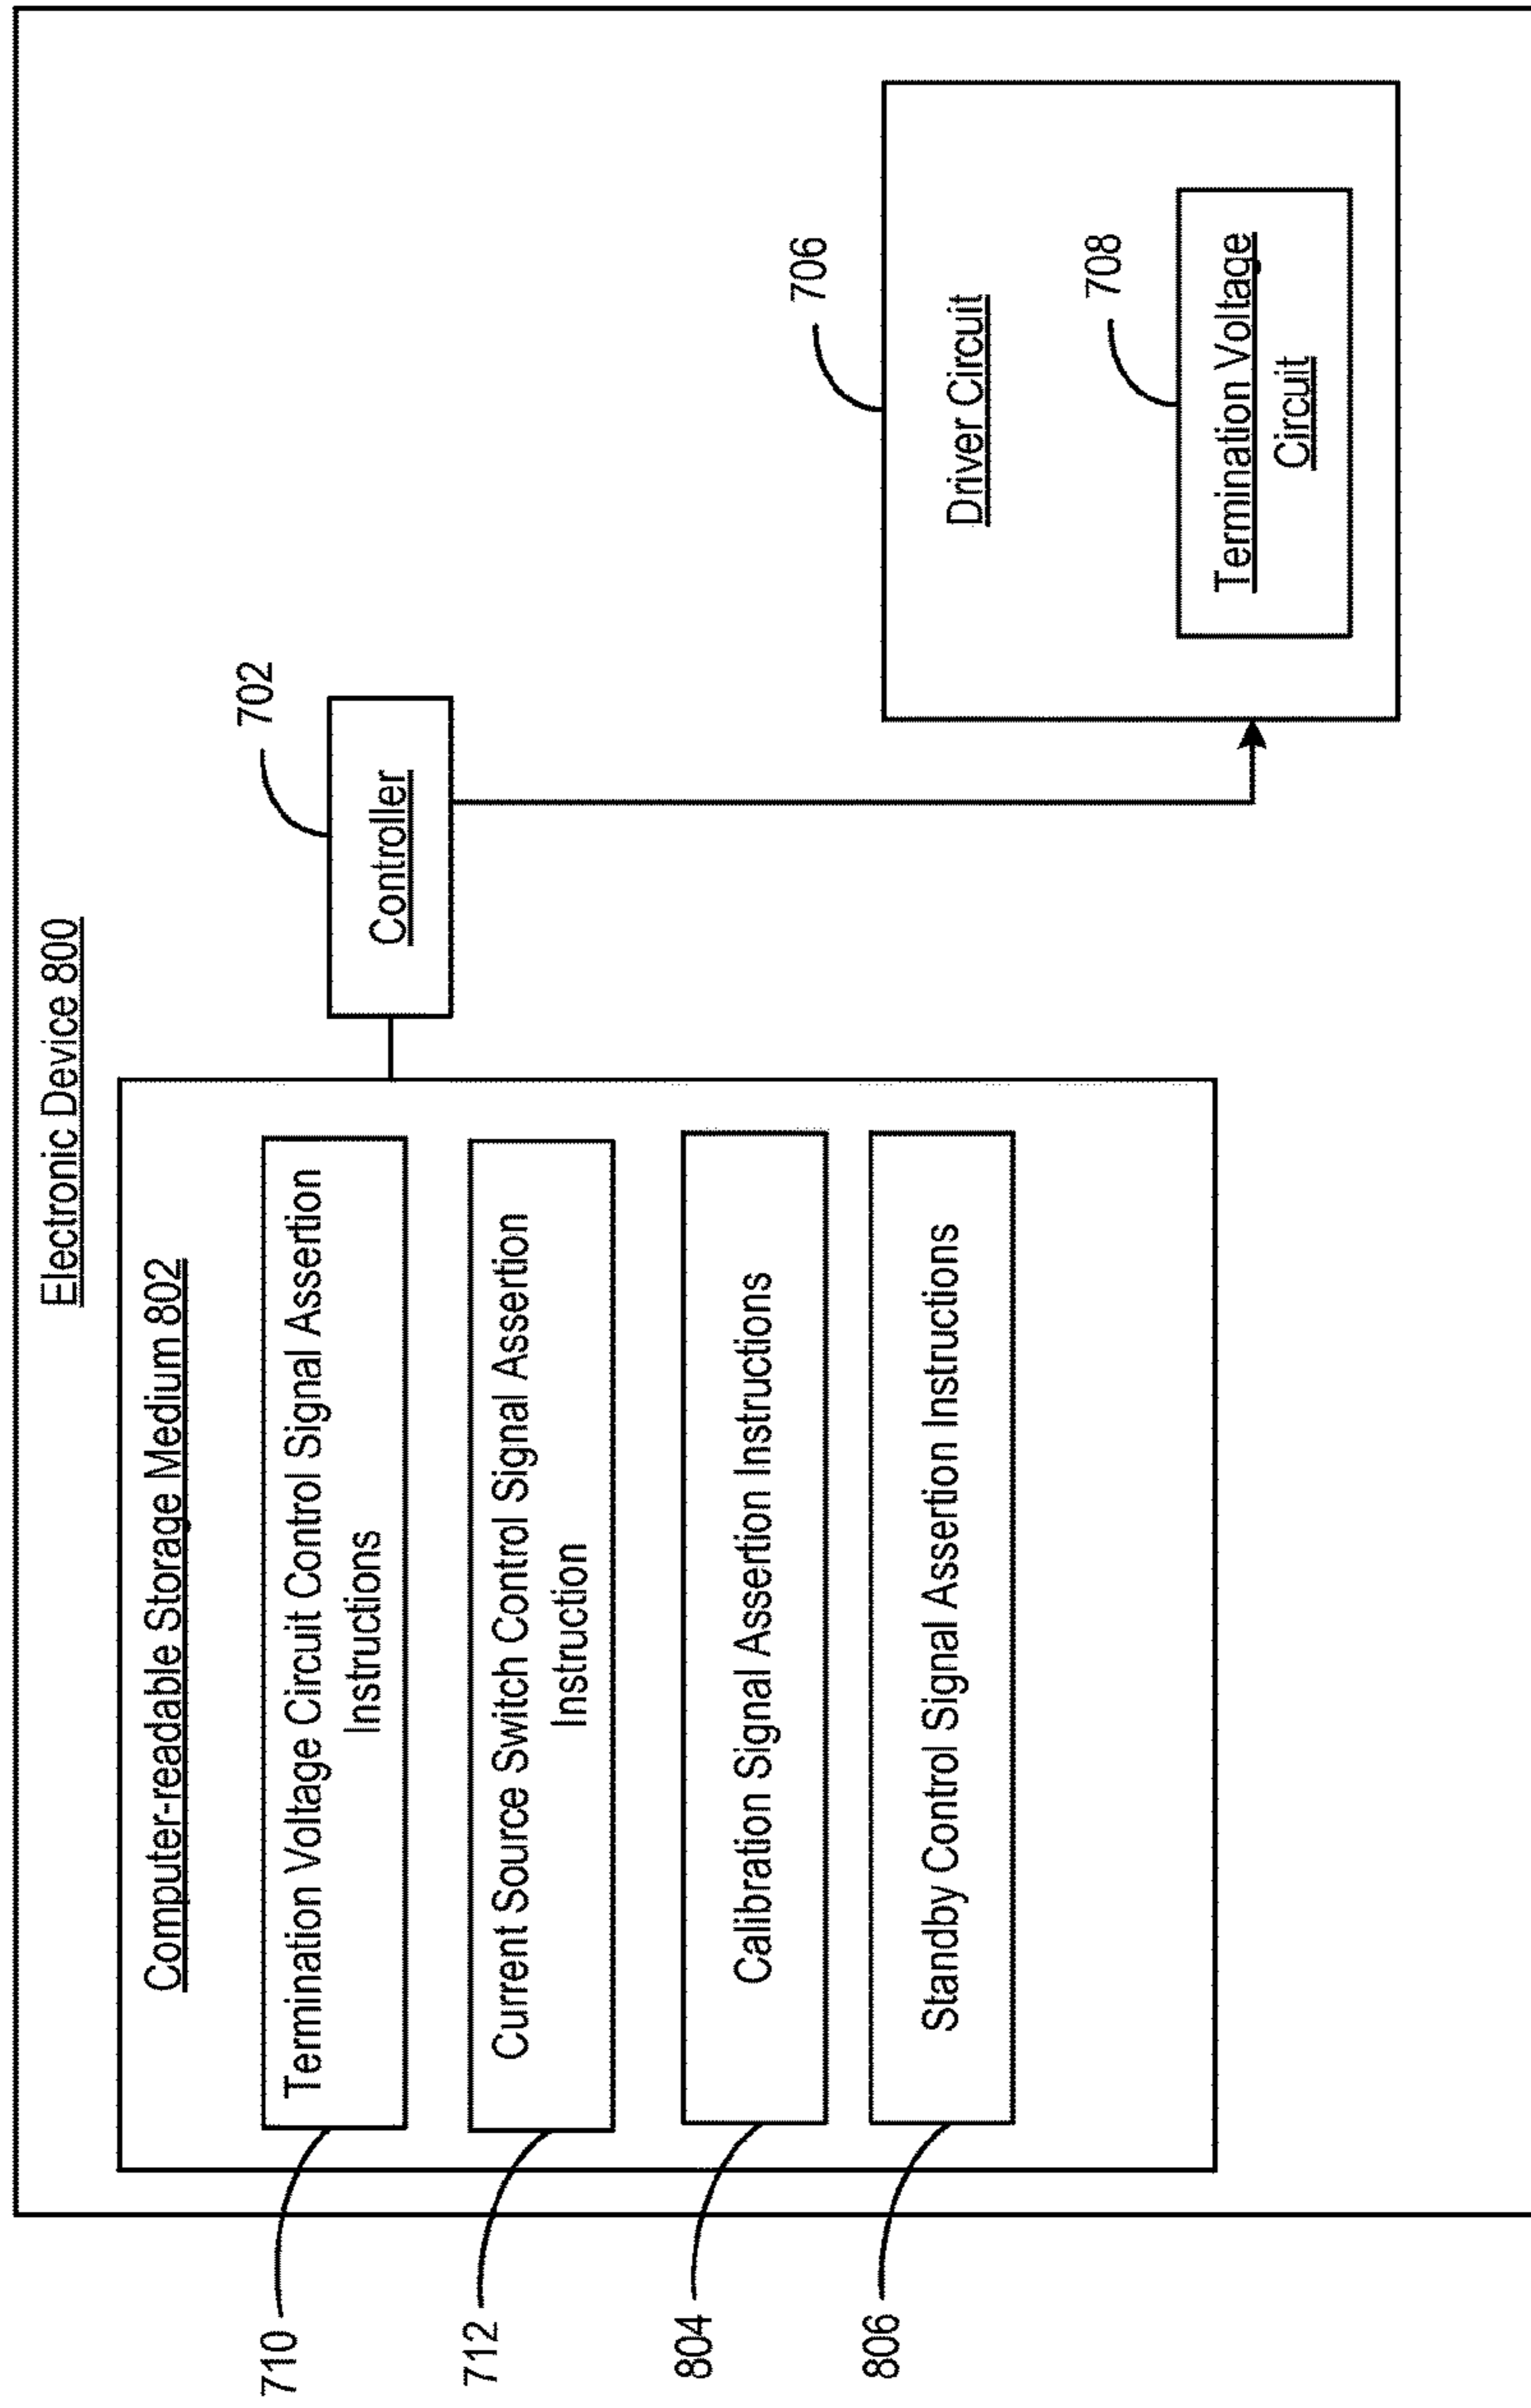 Electronic Device 800
Computer-readable Storage Medium 802
710
Termination Voltage Circuit Control Signal Assertion
Instructions
712
Current Source Switch Control Signal Assertion
Instruction
804
Calibration Signal Assertion Instructions
806
Standby Control Signal Assertion Instructions
702
Controller
706
Driver Circuit
708
Termination Voltage
Circuit